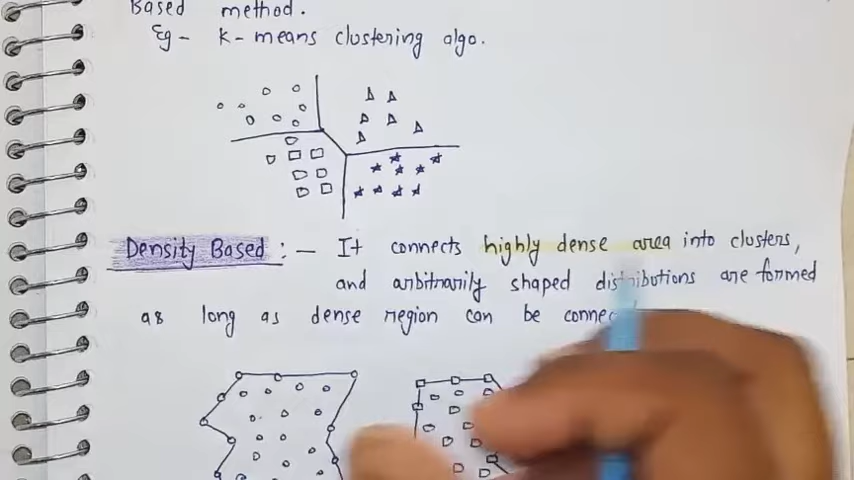 Based method.
Eg - k-means clustering algo.
Density Based :- It connects highly dense area into clusters,
and arbitrarily shaped distributions are formed
as long as dense region can be